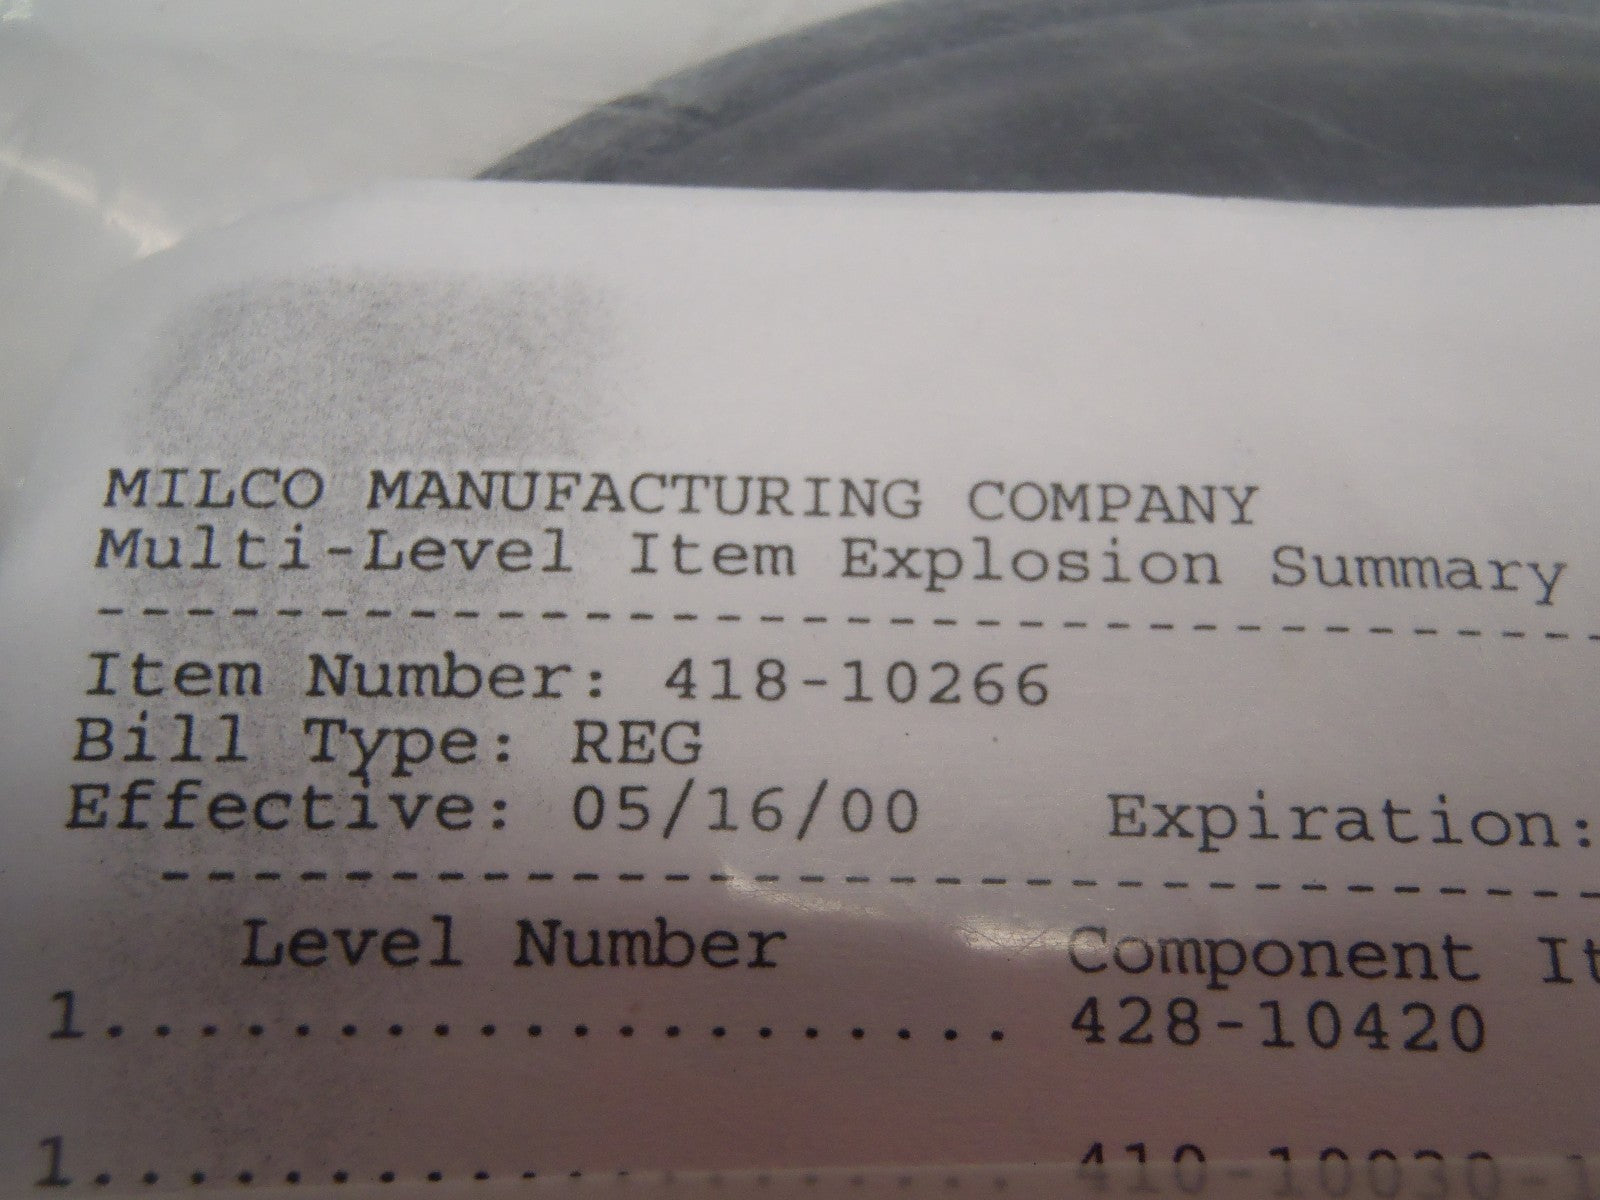 MILCO MANUFACTURING COMPANY
Multi-Level Item Explosion Summary
Item Number: 418-10266
Bill Type: REG
Effective: 05/16/00 Expiration:
Level Number Component
1...................... 428-10420
1......................